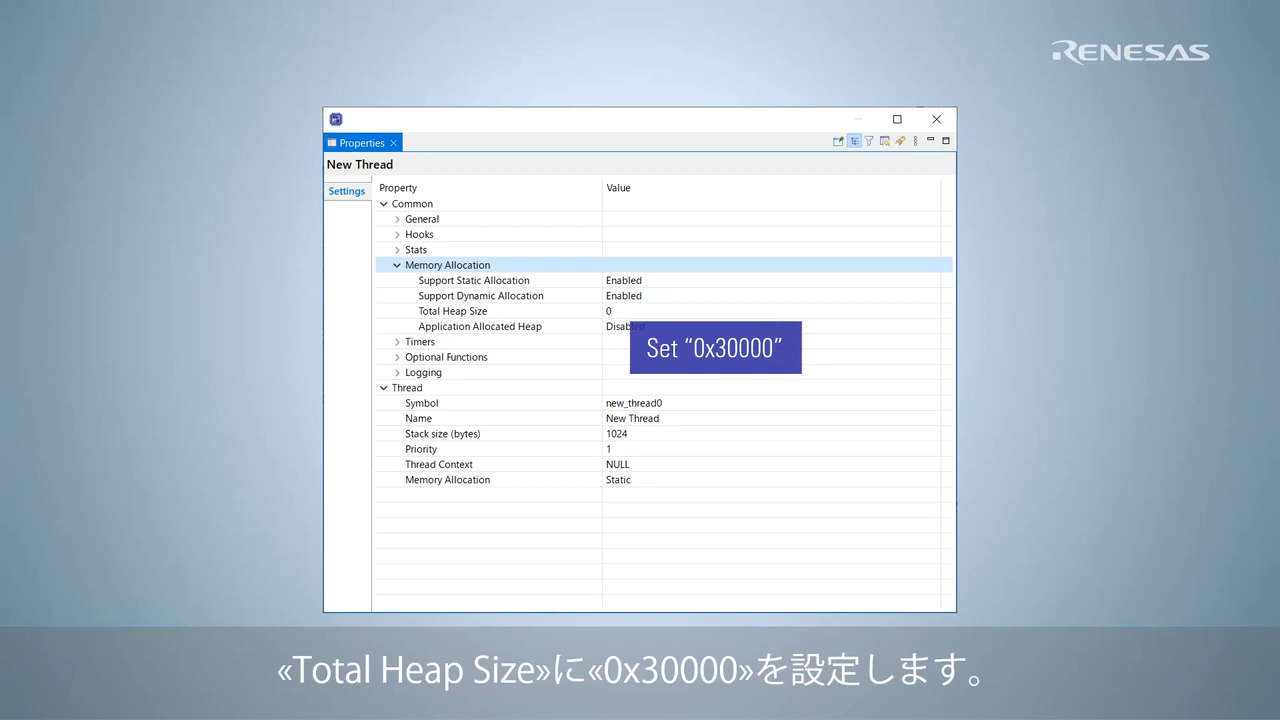 RENESAS
Properties
New Thread
Settings
Property Value
Common
General
Hooks
Stats
Memory Allocation
Support Static Allocation Enabled
Support Dynamic Allocation Enabled
Total Heap Size 0
Application Allocated Heap Disabled
Set “0x30000”
Timers
Optional Functions
Logging
Thread
Symbol new_thread0
Name New Thread
Stack size (bytes) 1024
Priority 1
Thread Context NULL
Memory Allocation Static
«Total Heap Size»に«0x30000»を設定します。